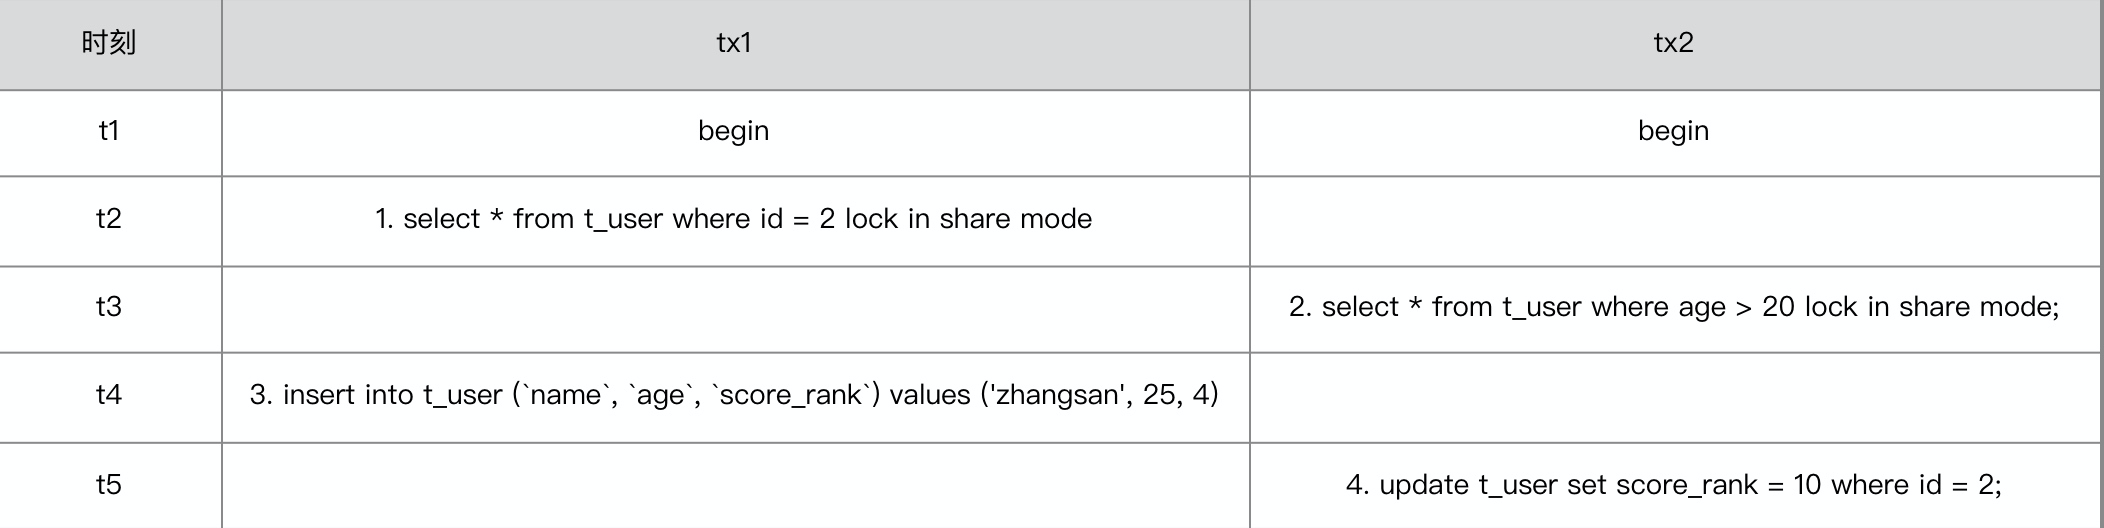 时刻 tx1 tx2
t1 begin begin
t2 1. select * from t_user where id = 2 lock in share mode
t3 2. select * from t_user where age > 20 lock in share mode;
t4 3. insert into t_user (`name`, `age`, `score_rank`) values ('zhangsan', 25, 4)
t5 4. update t_user set score_rank = 10 where id = 2;